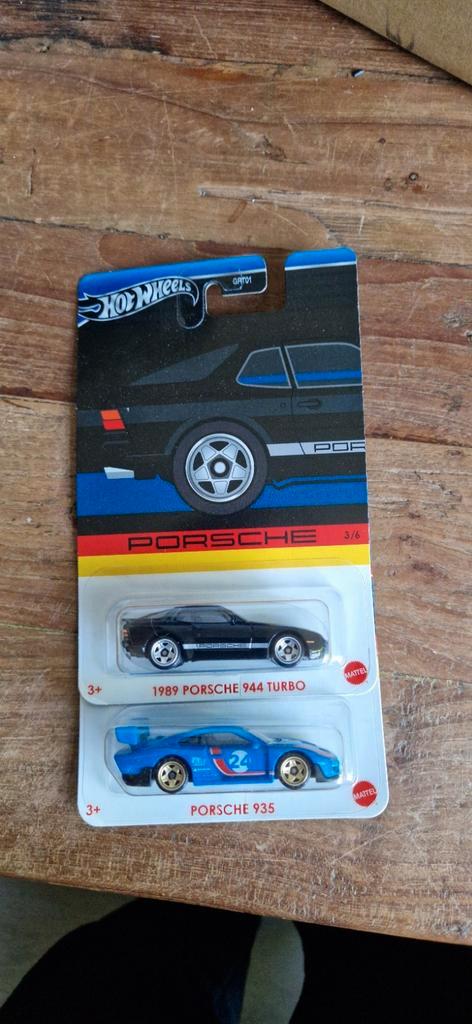 HOT WHEELS
GRT01
POR
PORSCHE
3/6
PORSCHE
3+
1989 PORSCHE 944 TURBO
MATTEL
24
3+
PORSCHE 935
MATTEL